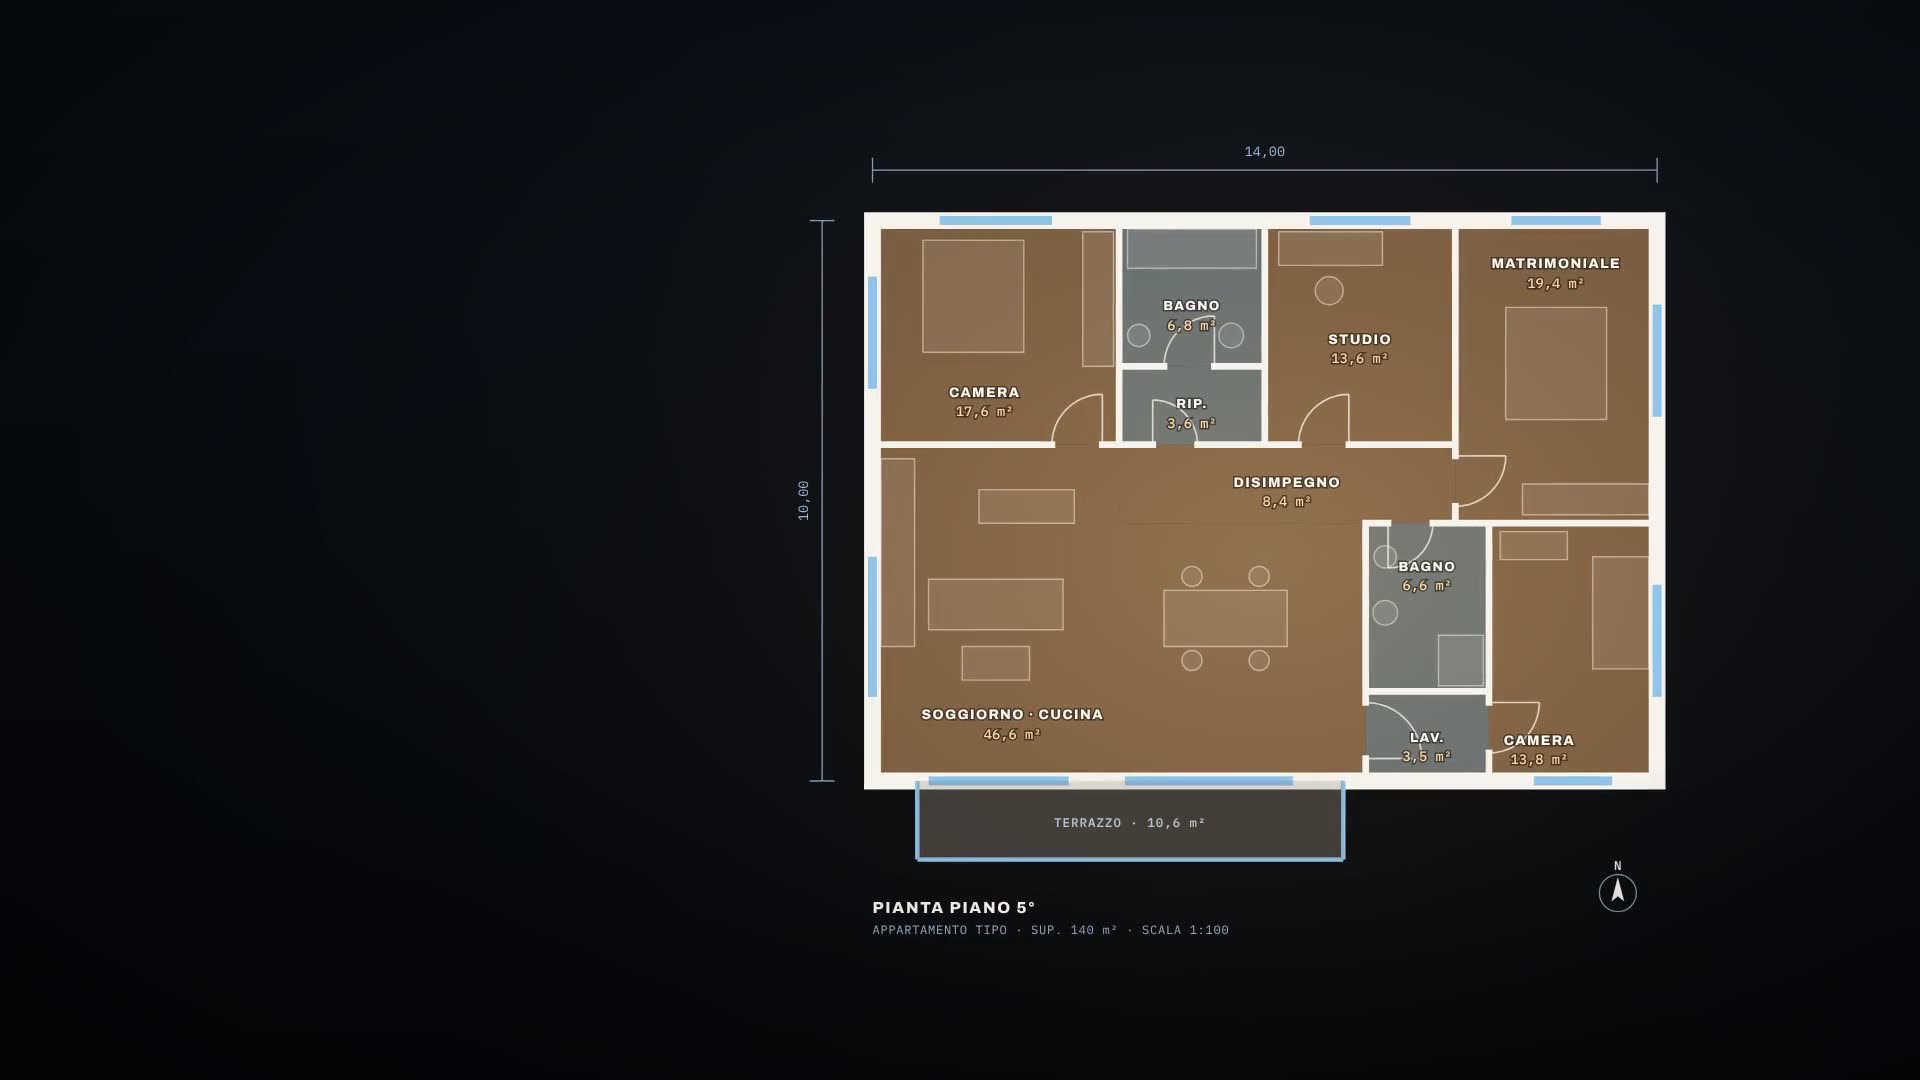 14,00
10,00
MATRIMONIALE
19,4 m²
BAGNO
6,8 m²
STUDIO
13,6 m²
CAMERA
17,6 m²
RIP.
3,6 m²
DISIMPEGNO
8,4 m²
BAGNO
6,6 m²
SOGGIORNO · CUCINA
46,6 m²
LAV.
3,5 m²
CAMERA
13,8 m²
TERRAZZO · 10,6 m²
N
PIANTA PIANO 5°
APPARTAMENTO TIPO · SUP. 140 m² · SCALA 1:100